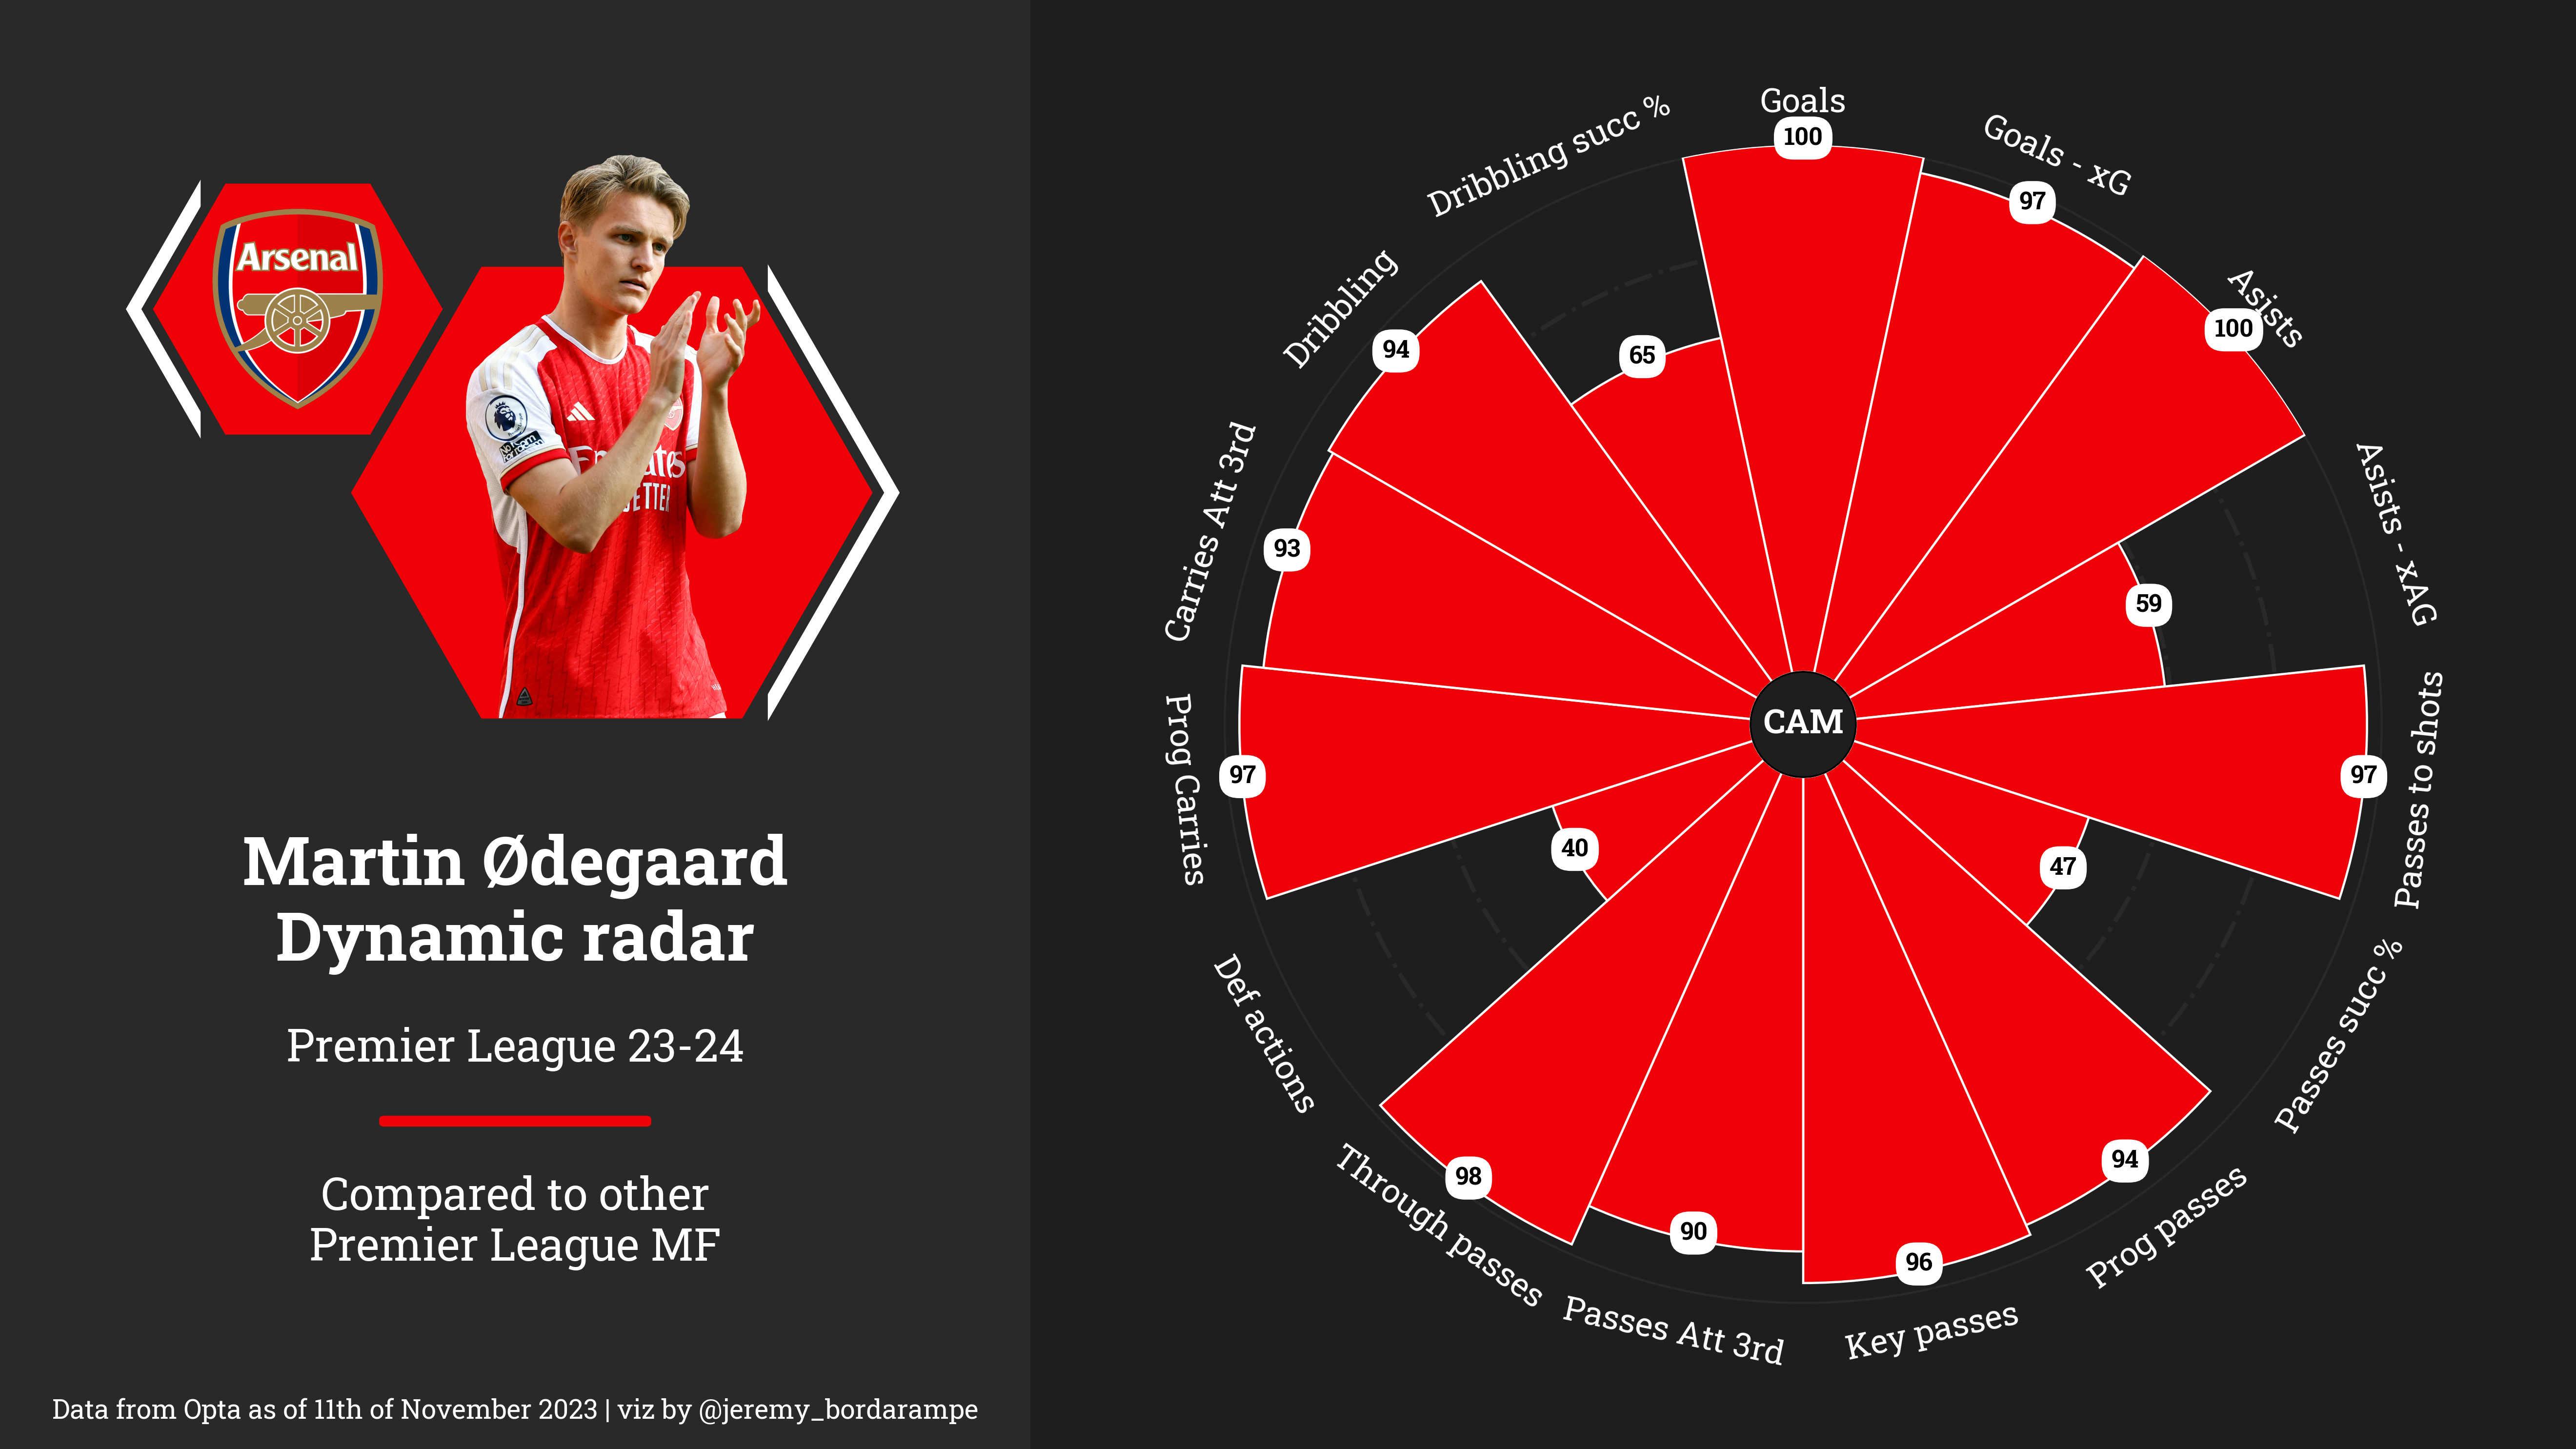 Arsenal
No
Room
For
Martin Ødegaard
Dynamic radar
Premier League 23-24
Compared to other
Premier League MF
Data from Opta as of 11th of November 2023 | viz by @jeremy_bordarampe
Goals
100
Goals - xG
97
Asists
100
Asists - xAG
59
Passes to shots
97
Passes succ %
47
Prog passes
94
Key passes
96
Passes Att 3rd
90
Through passes
98
Def actions
40
Prog Carries
97
Carries Att 3rd
93
Dribbling
94
Dribbling succ %
65
CAM